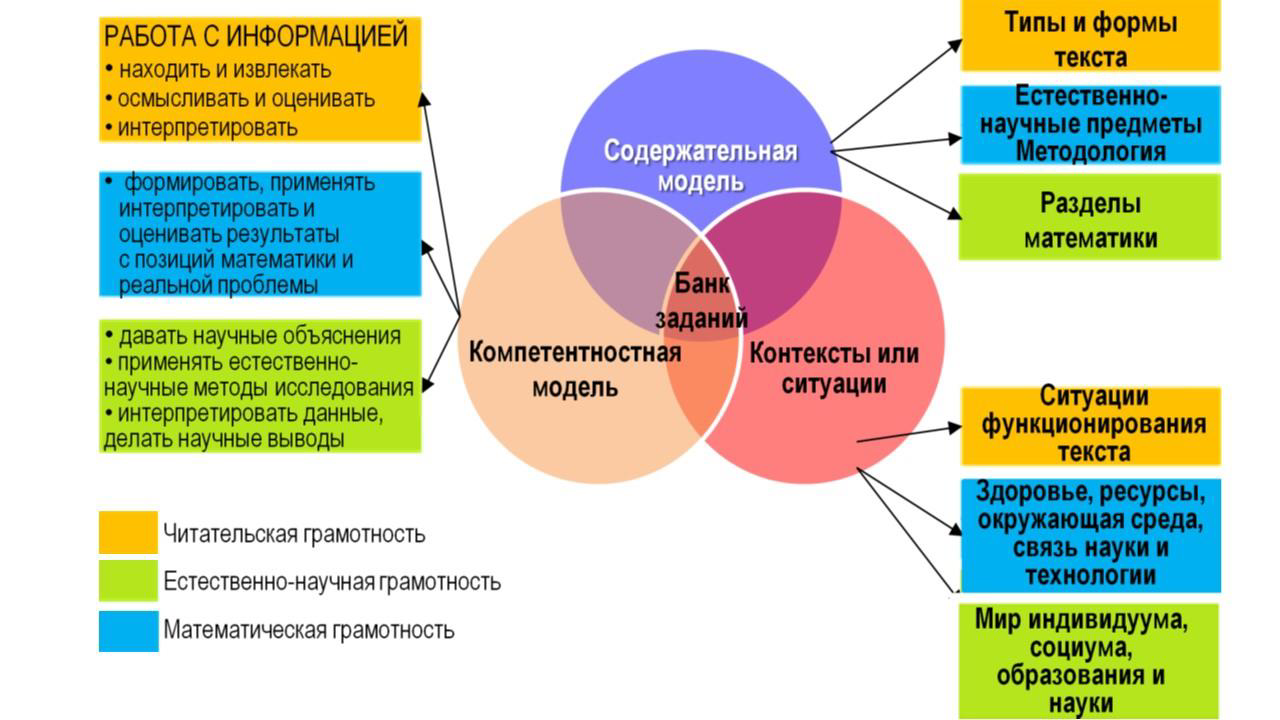 РАБОТА С ИНФОРМАЦИЕЙ
• находить и извлекать
• осмысливать и оценивать
• интерпретировать
• формировать, применять
интерпретировать и
оценивать результаты
с позиций математики и
реальной проблемы
• давать научные объяснения
• применять естественно-
научные методы исследования
• интерпретировать данные,
делать научные выводы
Содержательная
модель
Банк
заданий
Компетентностная
модель
Контексты или
ситуации
Типы и формы
текста
Естественно-
научные предметы
Методология
Разделы
математики
Ситуации
функционирования
текста
Здоровье, ресурсы,
окружающая среда,
связь науки и
технологии
Мир индивидуума,
социума,
образования и
науки
Читательская грамотность
Естественно-научная грамотность
Математическая грамотность